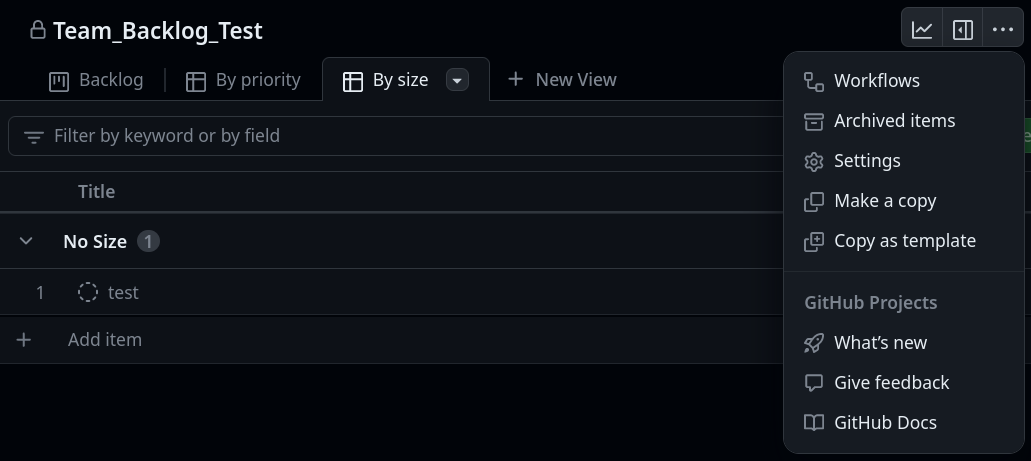 Team_Backlog_Test
Backlog
By priority
By size
New View
Filter by keyword or by field
Title
No Size 1
1 test
Add item
Workflows
Archived items
Settings
Make a copy
Copy as template
GitHub Projects
What's new
Give feedback
GitHub Docs